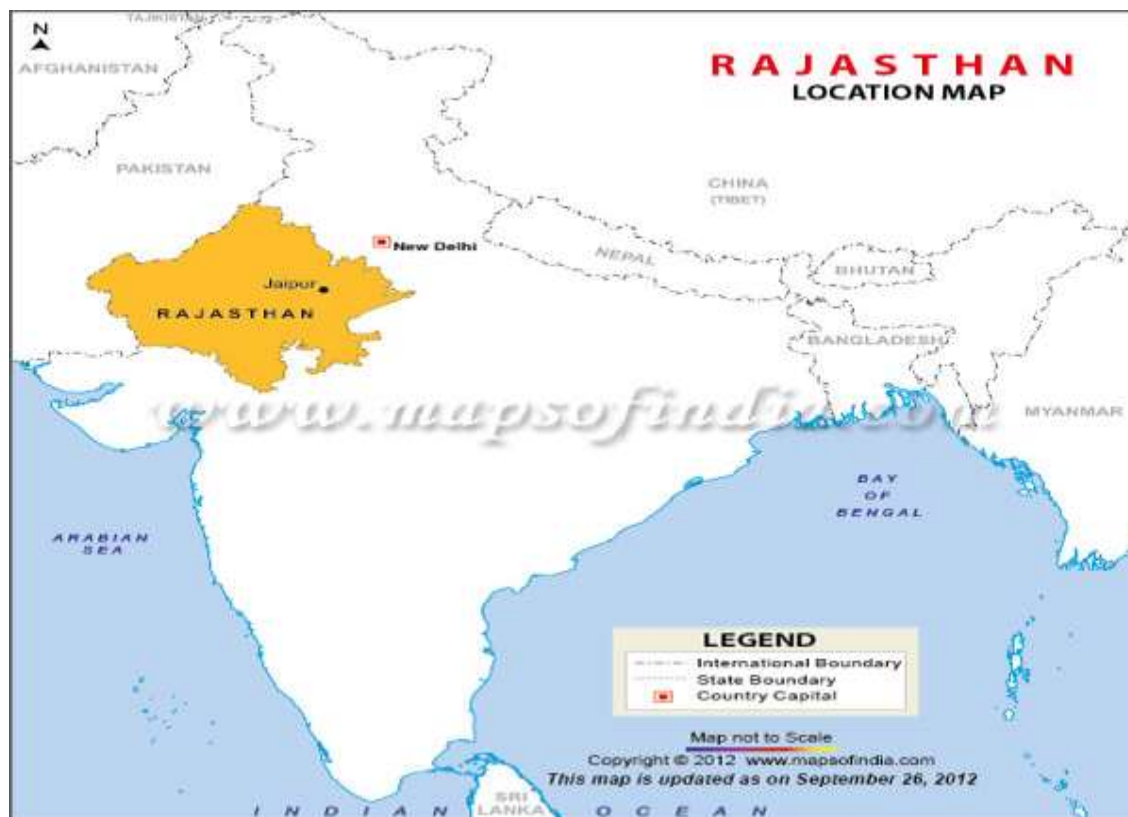 TAJIKISTAN
N
AFGHANISTAN
RAJASTHAN
LOCATION MAP
PAKISTAN
CHINA
(TIBET)
New Delhi
NEPAL
BHUTAN
Jaipur
RAJASTHAN
BANGLADESH
www.mapsofindia.com
MYANMAR
BAY
OF
BENGAL
ARABIAN
SEA
LEGEND
International Boundary
State Boundary
Country Capital
Map not to Scale
Copyright © 2012 www.mapsofindia.com
This map is updated as on September 26, 2012
SRI
LANKA
INDIAN OCEAN